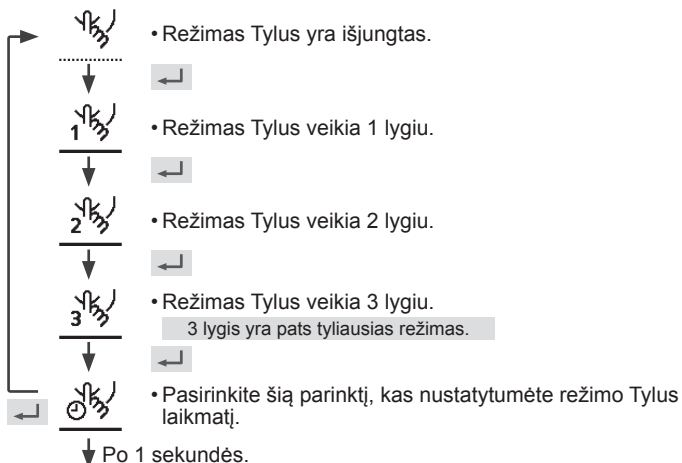 • Režimas Tylus yra išjungtas.
1
• Režimas Tylus veikia 1 lygiu.
2
• Režimas Tylus veikia 2 lygiu.
3
• Režimas Tylus veikia 3 lygiu.
3 lygis yra pats tyliausias režimas.
• Pasirinkite šią parinktį, kas nustatytumėte režimo Tylus
laikmatį.
Po 1 sekundės.